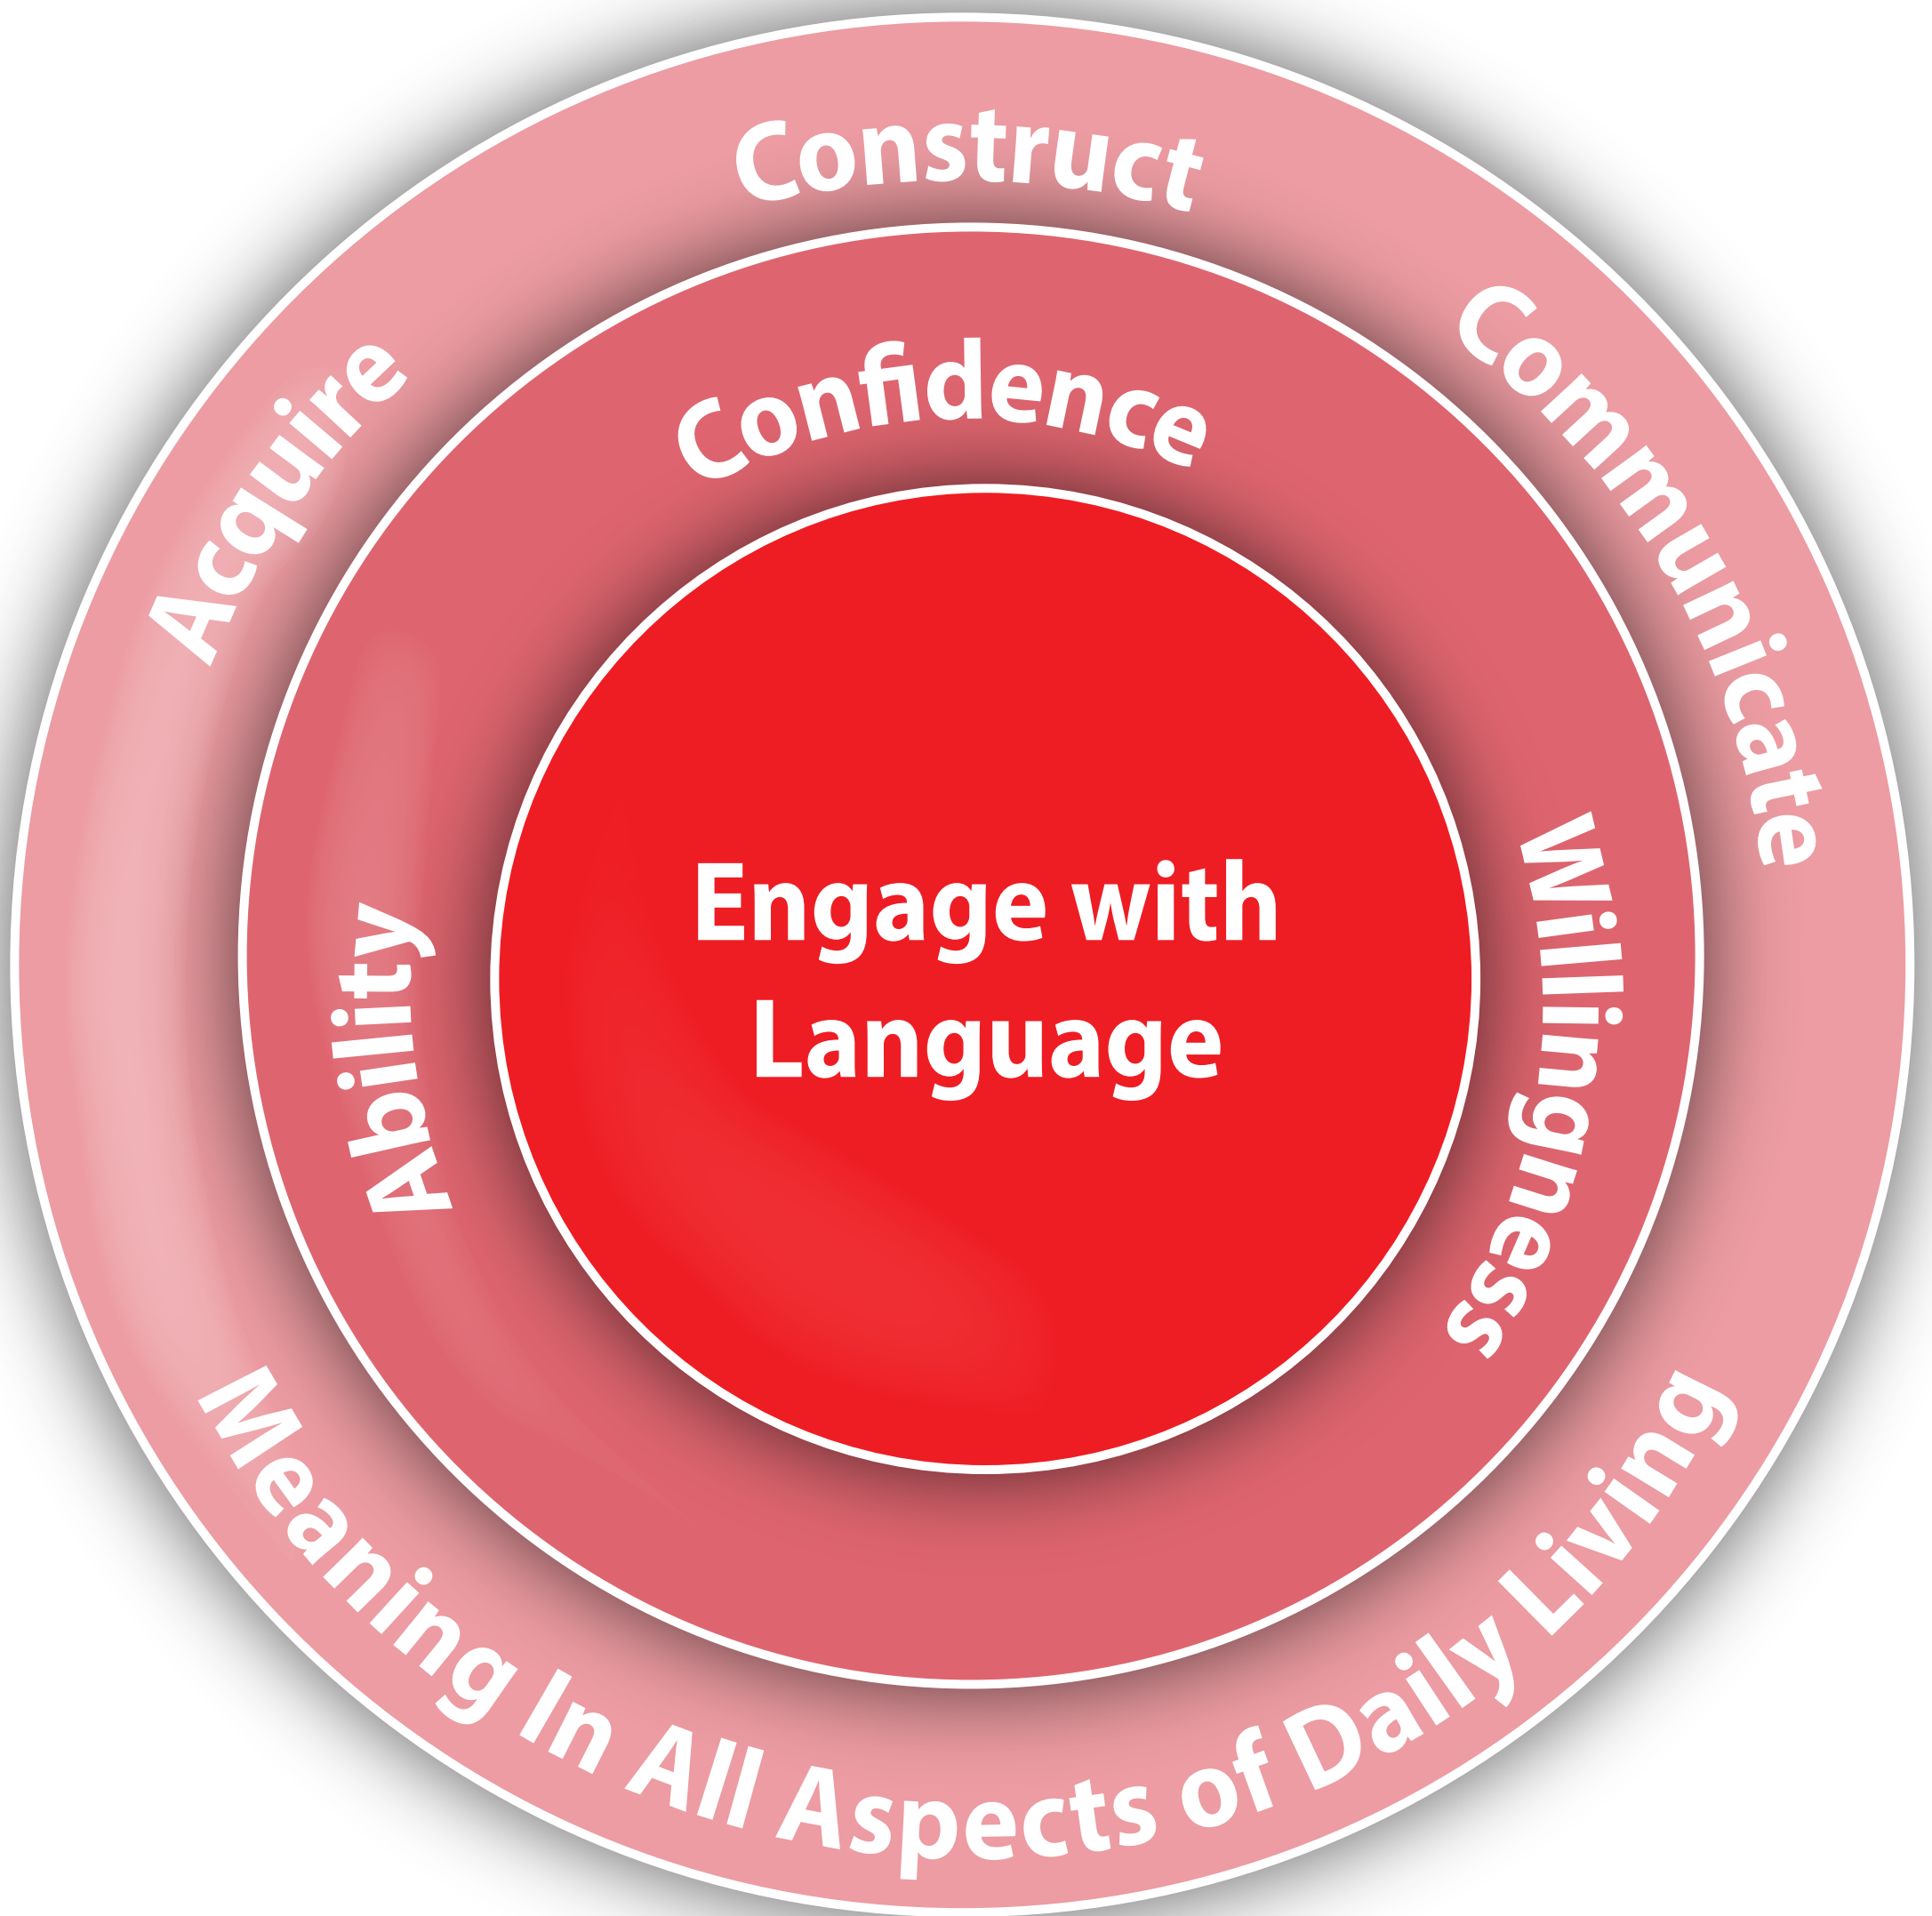 Acquire
Construct
Communicate
Meaning In All Aspects of Daily Living
Ability
Confidence
Willingness
Engage with
Language